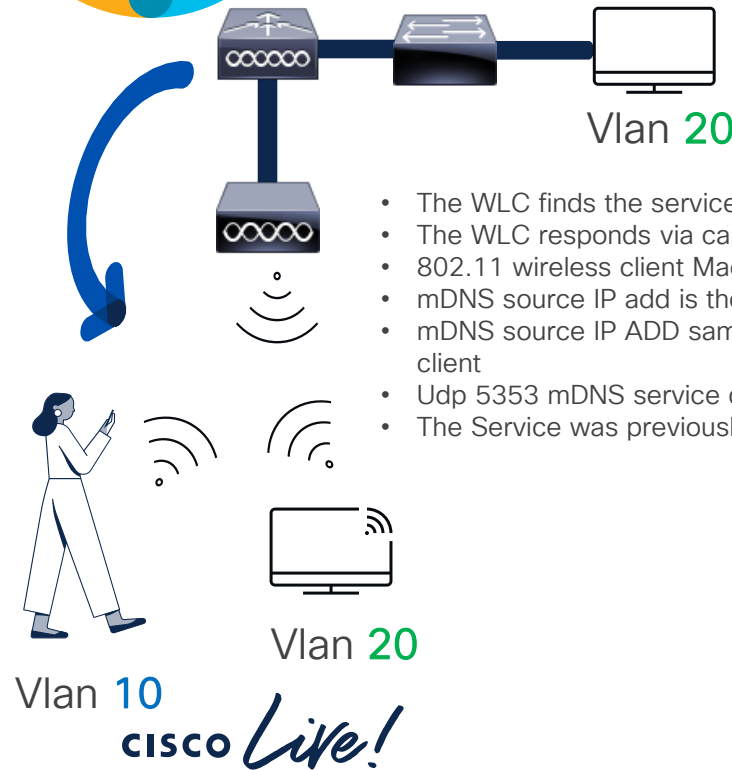 Vlan 20
• The WLC finds the service
• The WLC responds via ca
• 802.11 wireless client Mac
• mDNS source IP add is the
• mDNS source IP ADD sam
client
• Udp 5353 mDNS service
• The Service was previousl
Vlan 20
Vlan 10
CISCO Live!